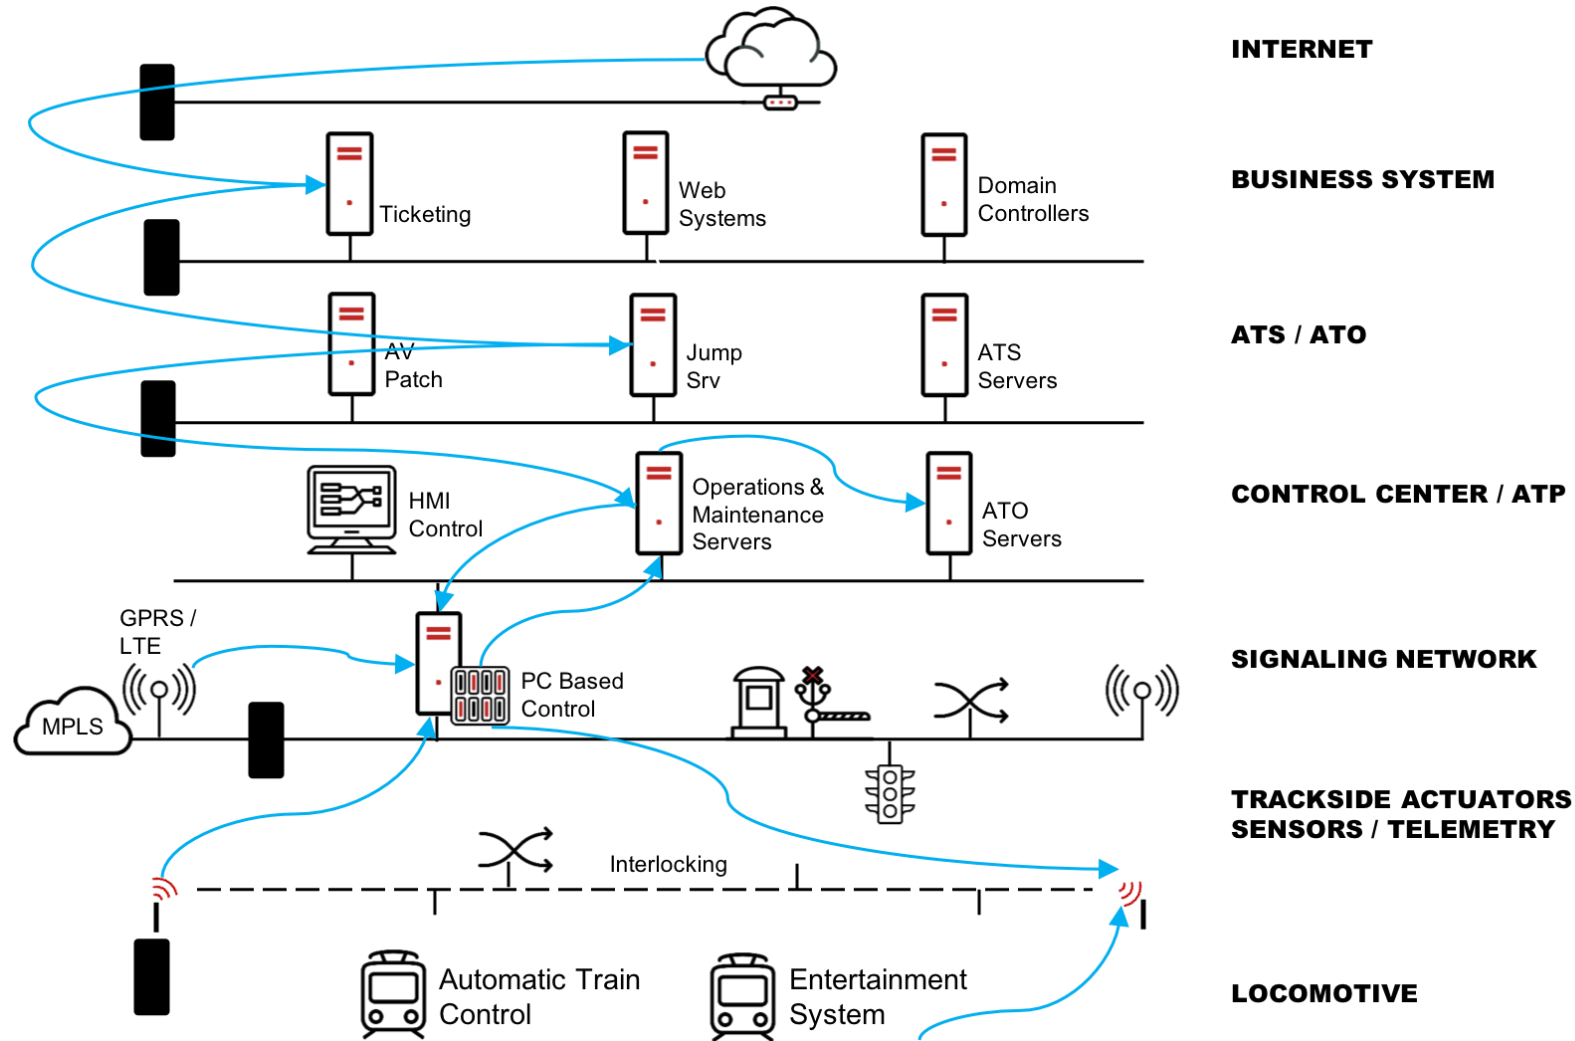 INTERNET
Ticketing
Web
Systems
Domain
Controllers
BUSINESS SYSTEM
AV
Patch
Jump
Srv
ATS
Servers
ATS / ATO
HMI
Control
Operations &
Maintenance
Servers
ATO
Servers
CONTROL CENTER / ATP
GPRS /
LTE
MPLS
PC Based
Control
SIGNALING NETWORK
TRACKSIDE ACTUATORS
SENSORS / TELEMETRY
Interlocking
Automatic Train
Control
Entertainment
System
LOCOMOTIVE